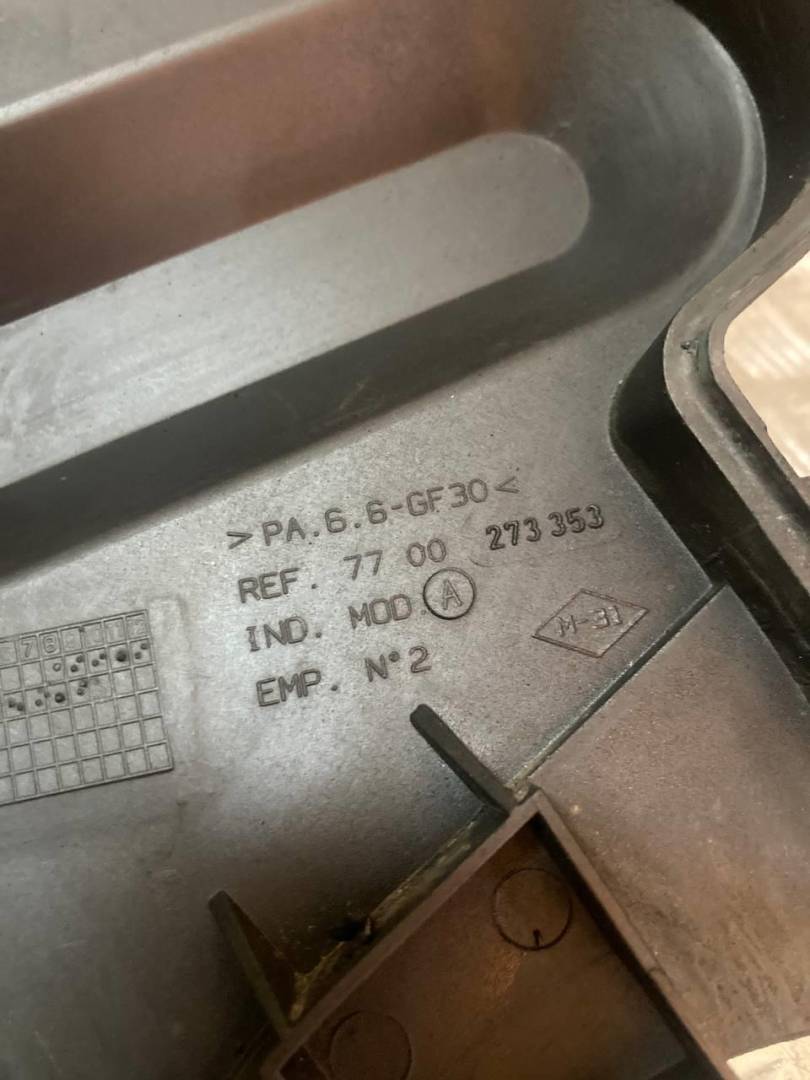 >PA.6.6-GF30<
REF. 77 00 273 353
IND. MOD. A
EMP. N°2
M-31